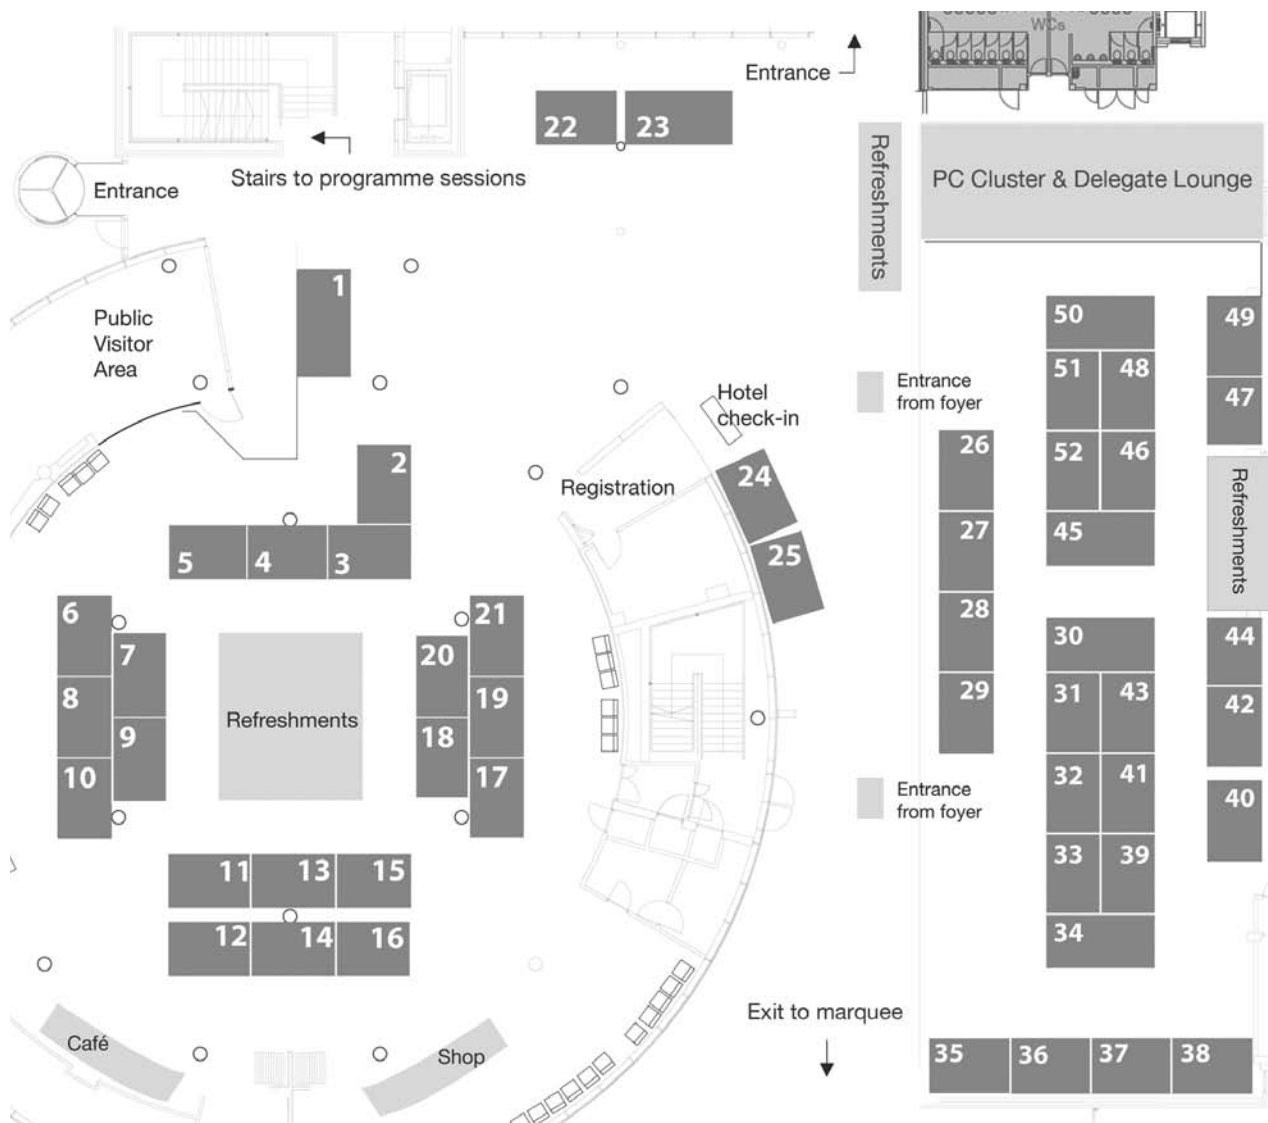 WCs
Entrance
22
23
Refreshments
PC Cluster & Delegate Lounge
Stairs to programme sessions
Entrance
1
Public
Visitor
Area
50
49
51
48
47
Entrance
from foyer
Hotel
check-in
2
26
52
46
24
Registration
Refreshments
5
4
3
27
45
25
6
21
28
30
44
7
20
8
19
29
31
43
42
Refreshments
9
18
10
17
32
41
40
Entrance
from foyer
33
39
11
13
15
12
14
16
34
Exit to marquee
Café
Shop
35
36
37
38